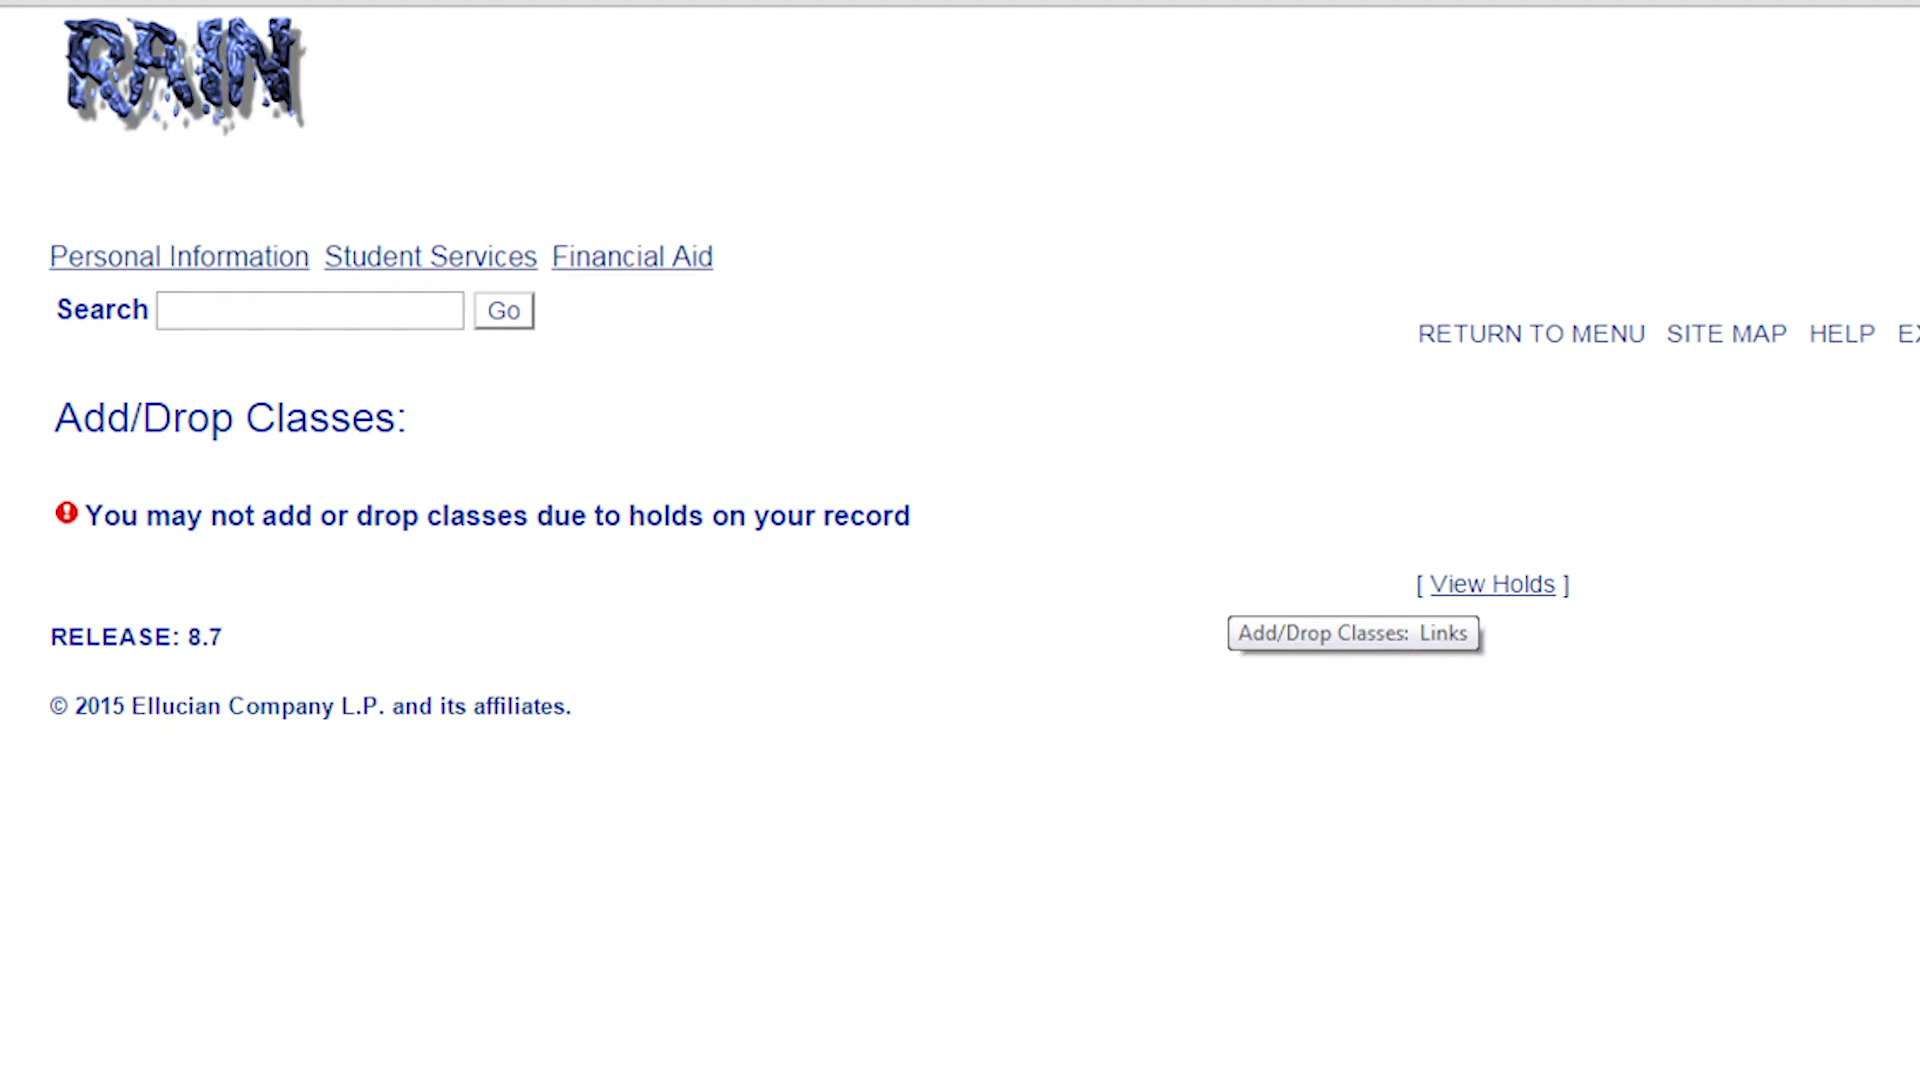 RAIN
Personal Information Student Services Financial Aid
Search Go
RETURN TO MENU SITE MAP HELP EX
Add/Drop Classes:
You may not add or drop classes due to holds on your record
[ View Holds ]
Add/Drop Classes: Links
RELEASE: 8.7
© 2015 Ellucian Company L.P. and its affiliates.